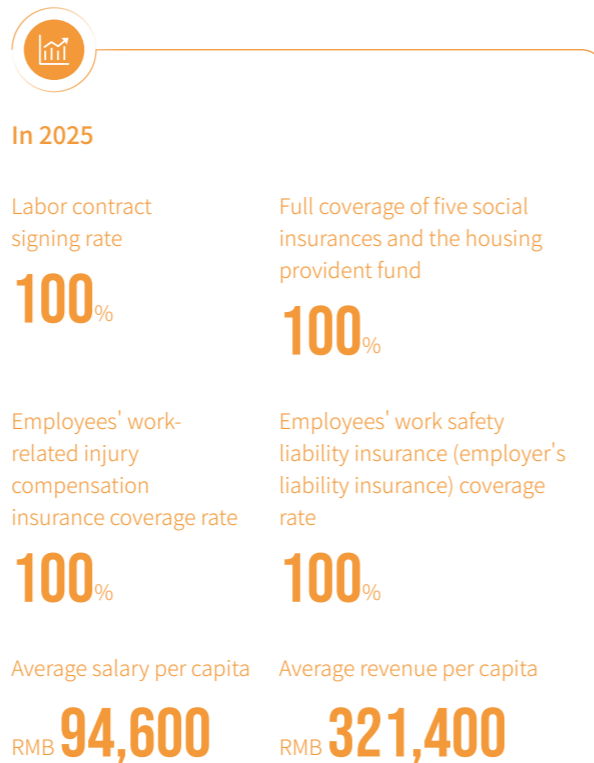 In 2025
Labor contract
signing rate
100%
Full coverage of five social
insurances and the housing
provident fund
100%
Employees' work-
related injury
compensation
insurance coverage rate
100%
Employees' work safety
liability insurance (employer's
liability insurance) coverage
rate
100%
Average salary per capita
RMB 94,600
Average revenue per capita
RMB 321,400